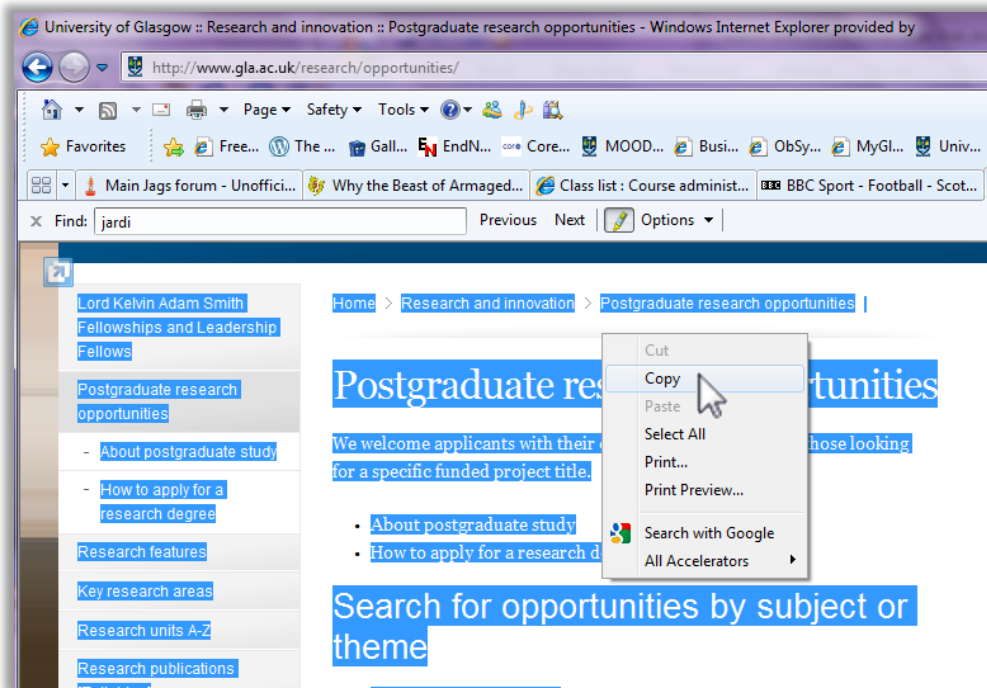 University of Glasgow :: Research and innovation :: Postgraduate research opportunities - Windows Internet Explorer provided by
http://www.gla.ac.uk/research/opportunities/
Page Safety Tools
Favorites Free... The ... Gall... EN EndN... core Core... MOOD... Busi... ObSy... MyGl... Univ...
Main Jags forum - Unoffici... Why the Beast of Armaged... Class list : Course administ... BBC BBC Sport - Football - Scot...
x Find: jardi Previous Next Options
Lord Kelvin Adam Smith
Fellowships and Leadership
Fellows
Postgraduate research
opportunities
- About postgraduate study
- How to apply for a
research degree
Research features
Key research areas
Research units A-Z
Research publications
Home > Research and innovation > Postgraduate research opportunities
Postgraduate res
rtunities
We welcome applicants with their
hose looking
for a specific funded project title.
• About postgraduate study
• How to apply for a research d
Search for opportunities by subject or
theme
Cut
Copy
Paste
Select All
Print...
Print Preview...
Search with Google
All Accelerators